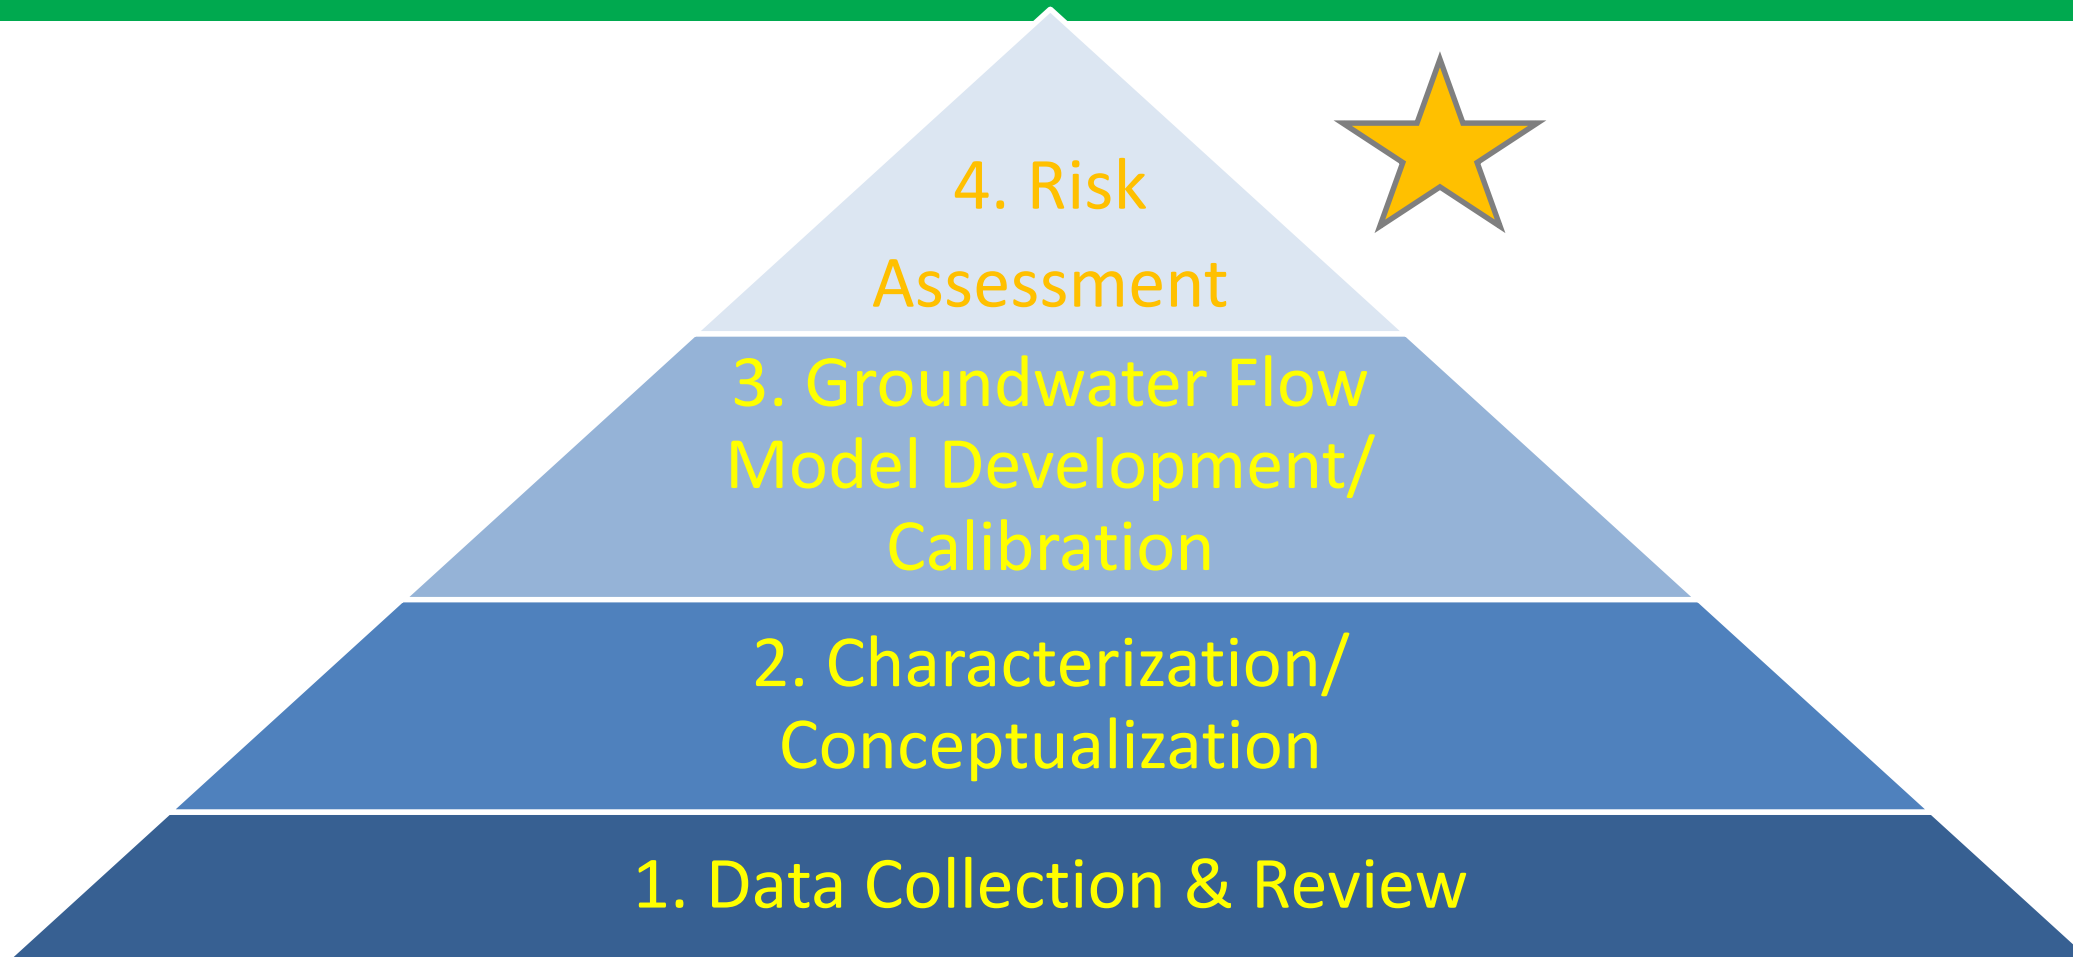 4. Risk
Assessment
3. Groundwater Flow
Model Development/
Calibration
2. Characterization/
Conceptualization
1. Data Collection & Review